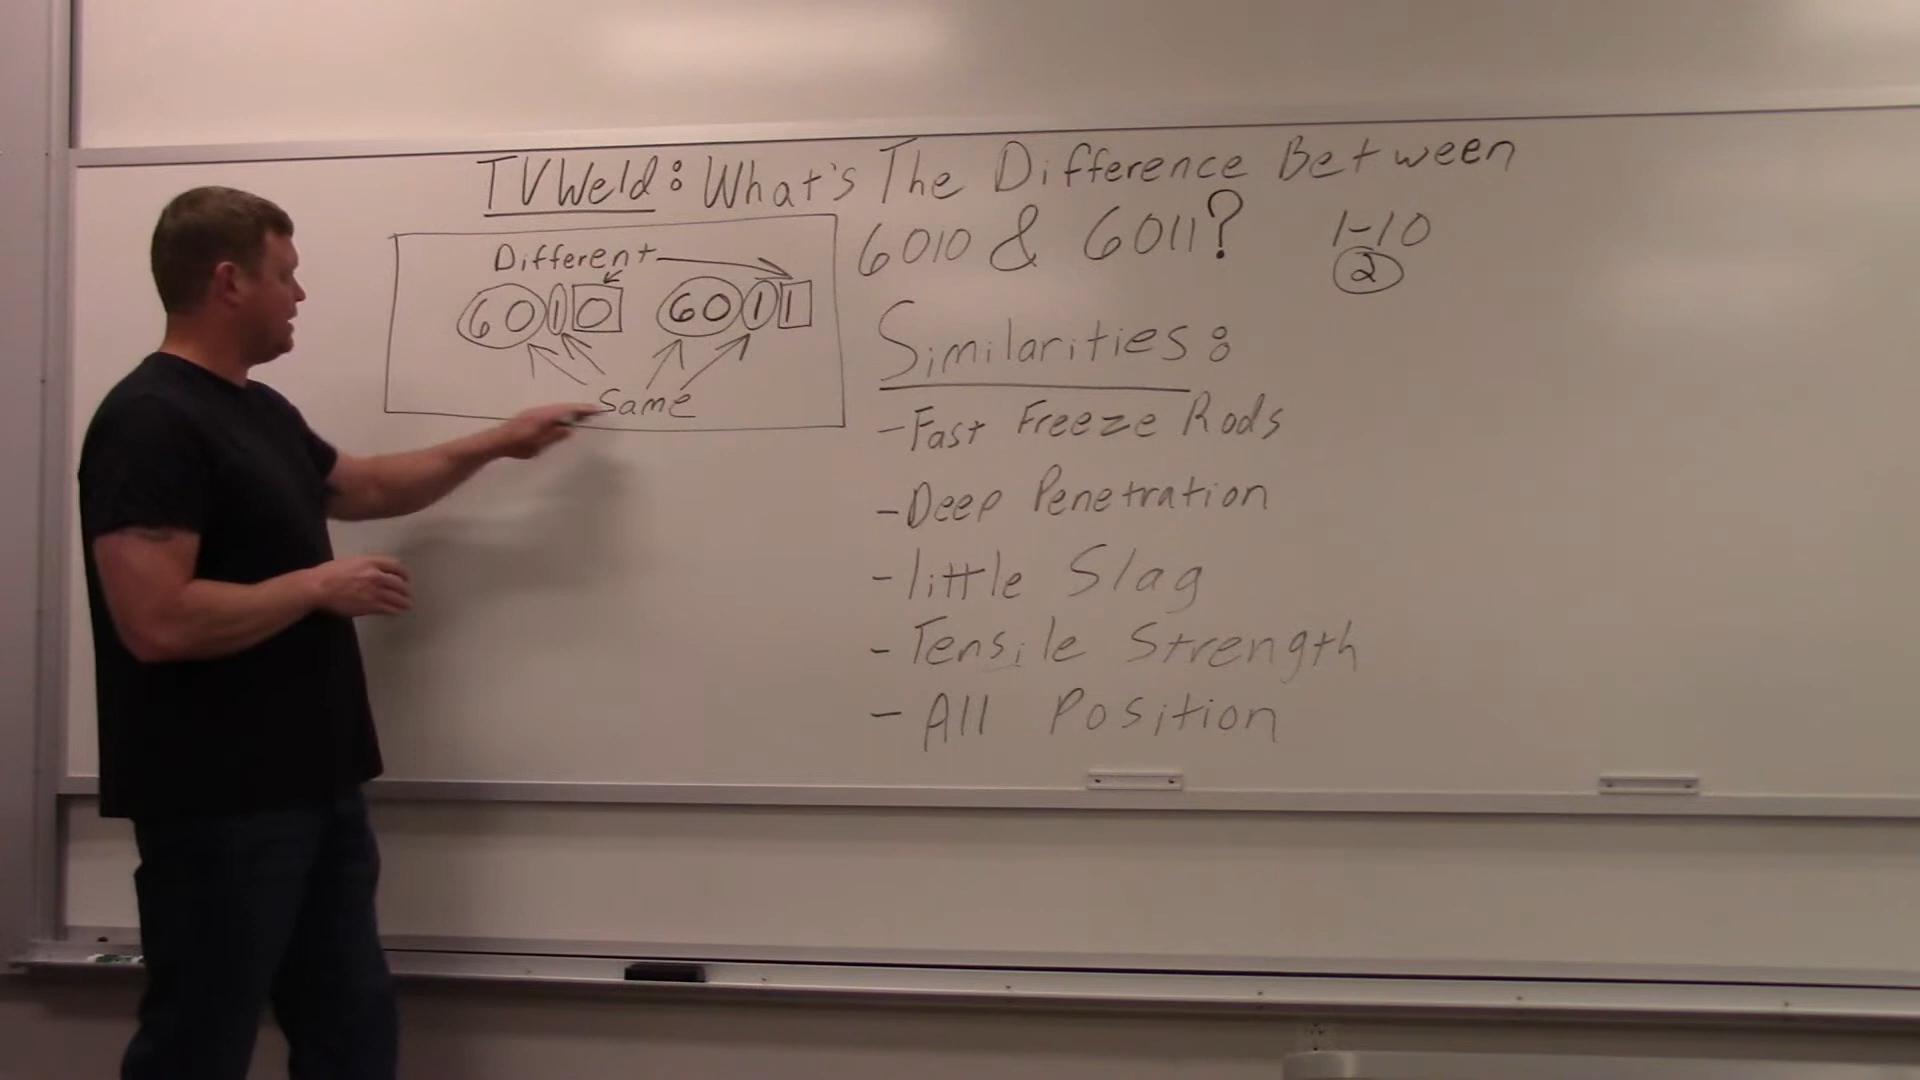 TVWeld: What's The Difference Between
6010 & 6011?
1-10
2
Different
6010 6011
Same
Similarities:
- Fast Freeze Rods
- Deep Penetration
- little Slag
- Tensile Strength
- All Position